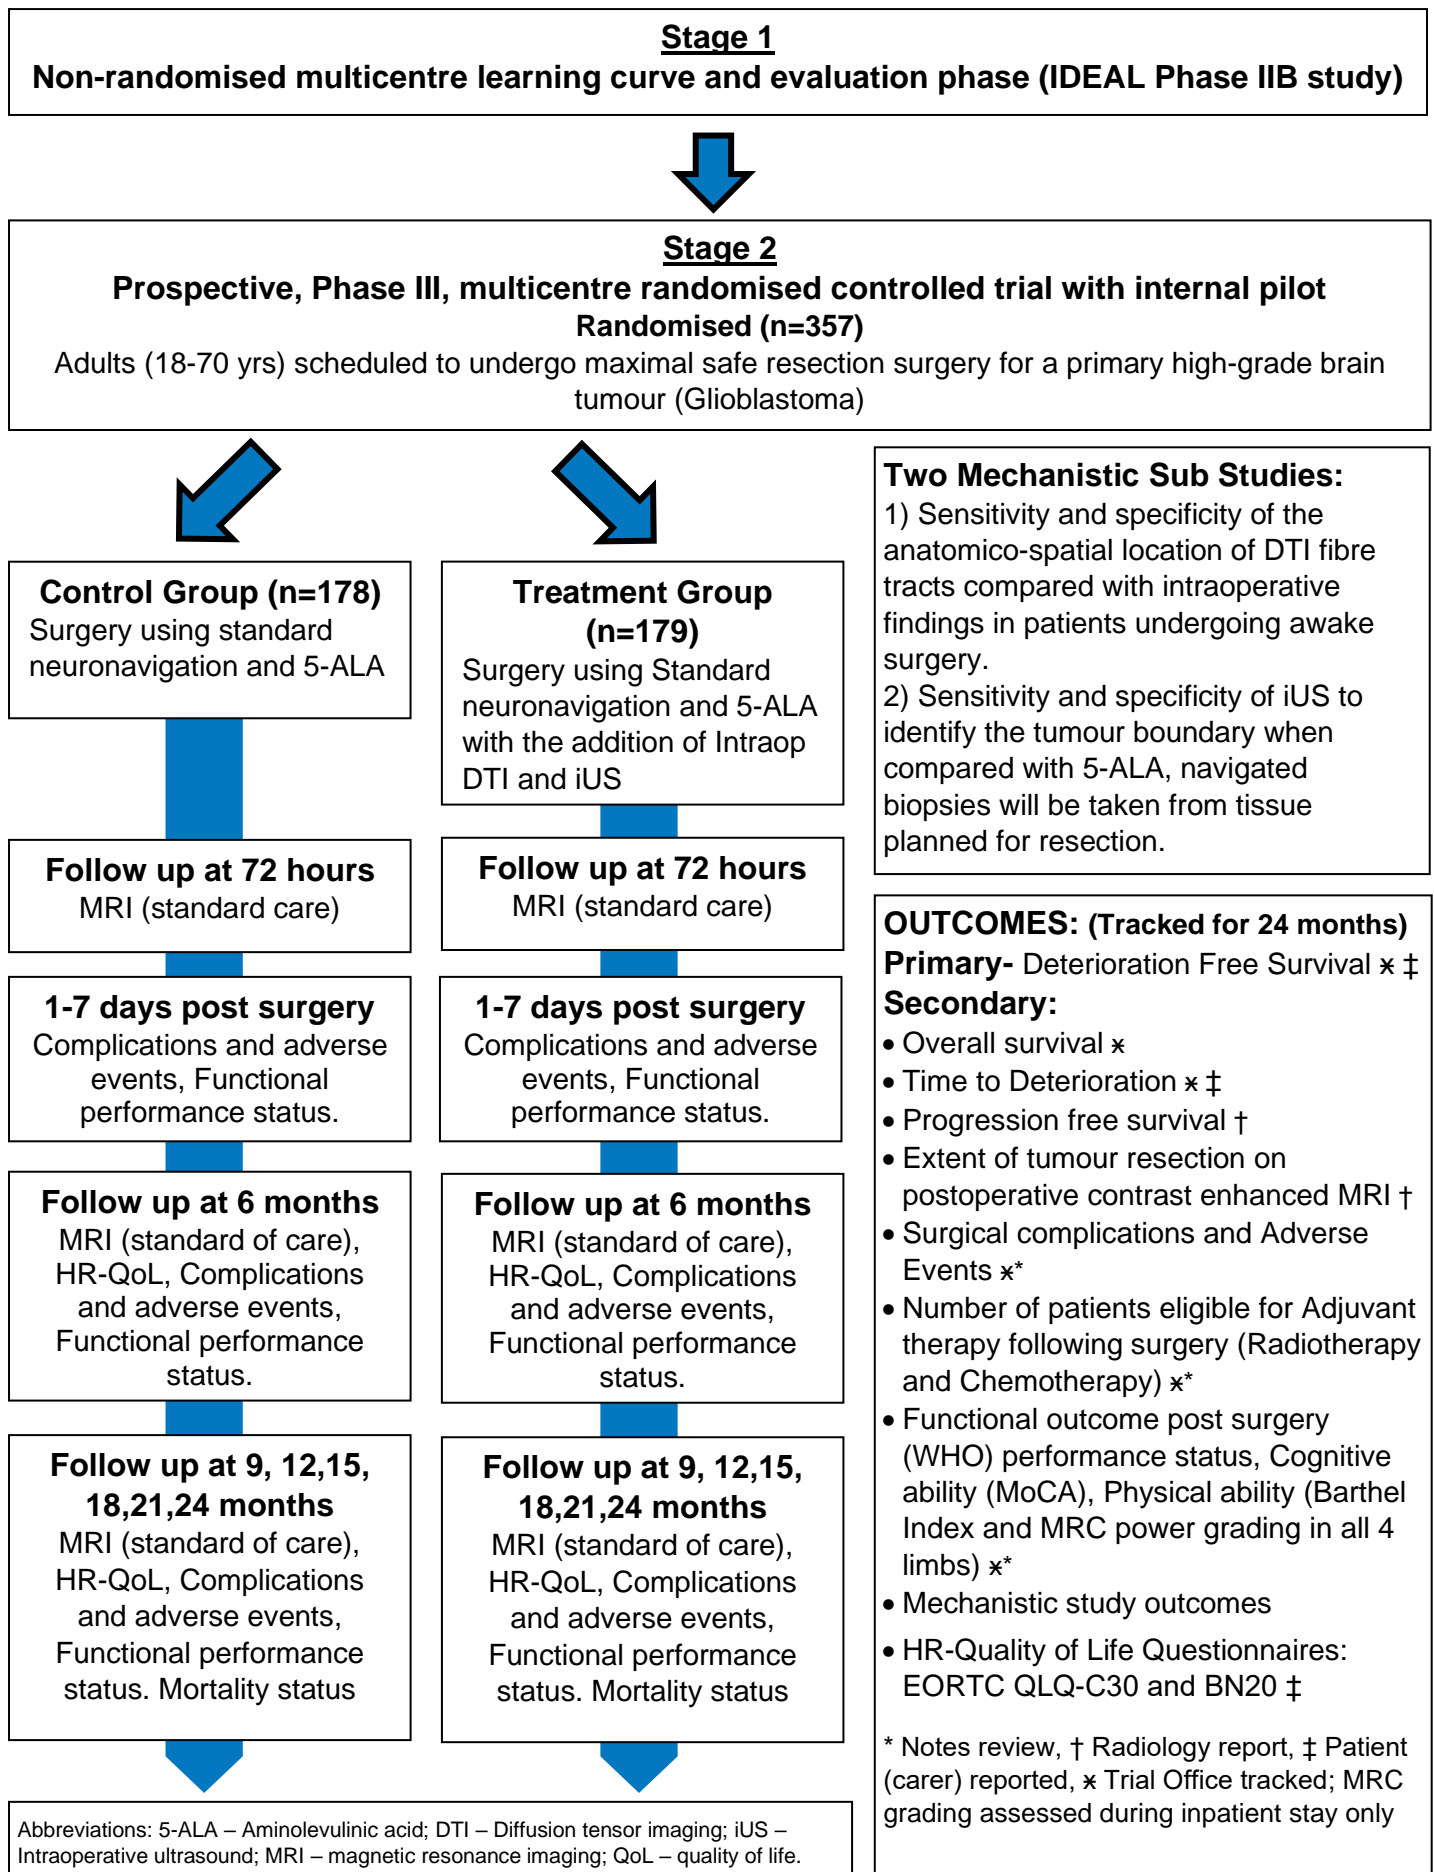 Stage 1
Non-randomised multicentre learning curve and evaluation phase (IDEAL Phase IIB study)
Stage 2
Prospective, Phase III, multicentre randomised controlled trial with internal pilot
Randomised (n=357)
Adults (18-70 yrs) scheduled to undergo maximal safe resection surgery for a primary high-grade brain
tumour (Glioblastoma)
Control Group (n=178)
Surgery using standard
neuronavigation and 5-ALA
Follow up at 72 hours
MRI (standard care)
1-7 days post surgery
Complications and adverse
events, Functional
performance status.
Follow up at 6 months
MRI (standard of care),
HR-QoL, Complications
and adverse events,
Functional performance
status.
Follow up at 9, 12,15,
18,21,24 months
MRI (standard of care),
HR-QoL, Complications
and adverse events,
Functional performance
status. Mortality status
Treatment Group
(n=179)
Surgery using Standard
neuronavigation and 5-ALA
with the addition of Intraop
DTI and iUS
Follow up at 72 hours
MRI (standard care)
1-7 days post surgery
Complications and adverse
events, Functional
performance status.
Follow up at 6 months
MRI (standard of care),
HR-QoL, Complications
and adverse events,
Functional performance
status.
Follow up at 9, 12,15,
18,21,24 months
MRI (standard of care),
HR-QoL, Complications
and adverse events,
Functional performance
status. Mortality status
Two Mechanistic Sub Studies:
1) Sensitivity and specificity of the
anatomico-spatial location of DTI fibre
tracts compared with intraoperative
findings in patients undergoing awake
surgery.
2) Sensitivity and specificity of iUS to
identify the tumour boundary when
compared with 5-ALA, navigated
biopsies will be taken from tissue
planned for resection.
OUTCOMES: (Tracked for 24 months)
Primary- Deterioration Free Survival ӿ ‡
Secondary:
• Overall survival ӿ
• Time to Deterioration ӿ ‡
• Progression free survival †
• Extent of tumour resection on
postoperative contrast enhanced MRI †
• Surgical complications and Adverse
Events ӿ*
• Number of patients eligible for Adjuvant
therapy following surgery (Radiotherapy
and Chemotherapy) ӿ*
• Functional outcome post surgery
(WHO) performance status, Cognitive
ability (MoCA), Physical ability (Barthel
Index and MRC power grading in all 4
limbs) ӿ*
• Mechanistic study outcomes
• HR-Quality of Life Questionnaires:
EORTC QLQ-C30 and BN20 ‡
* Notes review, † Radiology report, ‡ Patient
(carer) reported, ӿ Trial Office tracked; MRC
grading assessed during inpatient stay only
Abbreviations: 5-ALA – Aminolevulinic acid; DTI – Diffusion tensor imaging; iUS –
Intraoperative ultrasound; MRI – magnetic resonance imaging; QoL – quality of life.